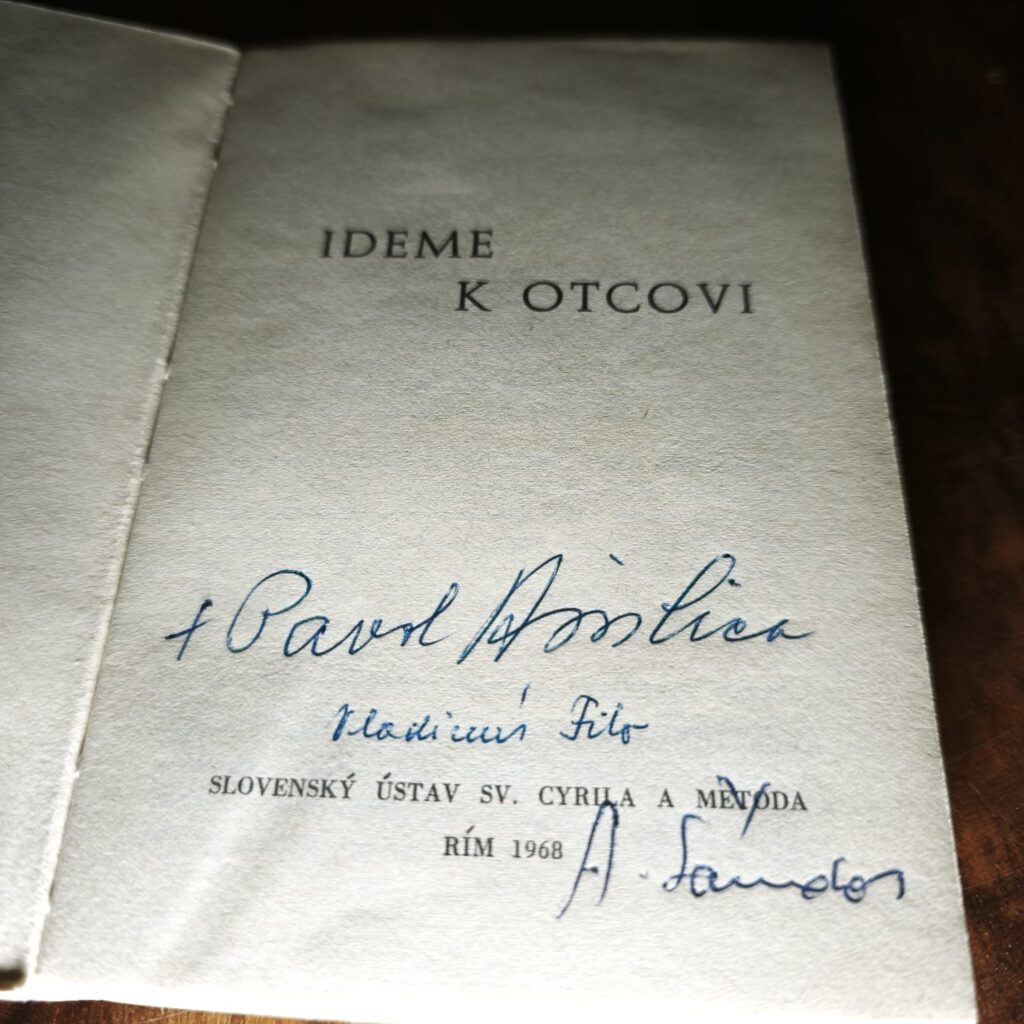 IDEME
K OTCOVI
+ Pavol Hnilica
Vladimír Filo
SLOVENSKÝ ÚSTAV SV. CYRILA A METODA
RÍM 1968
A. Sándor